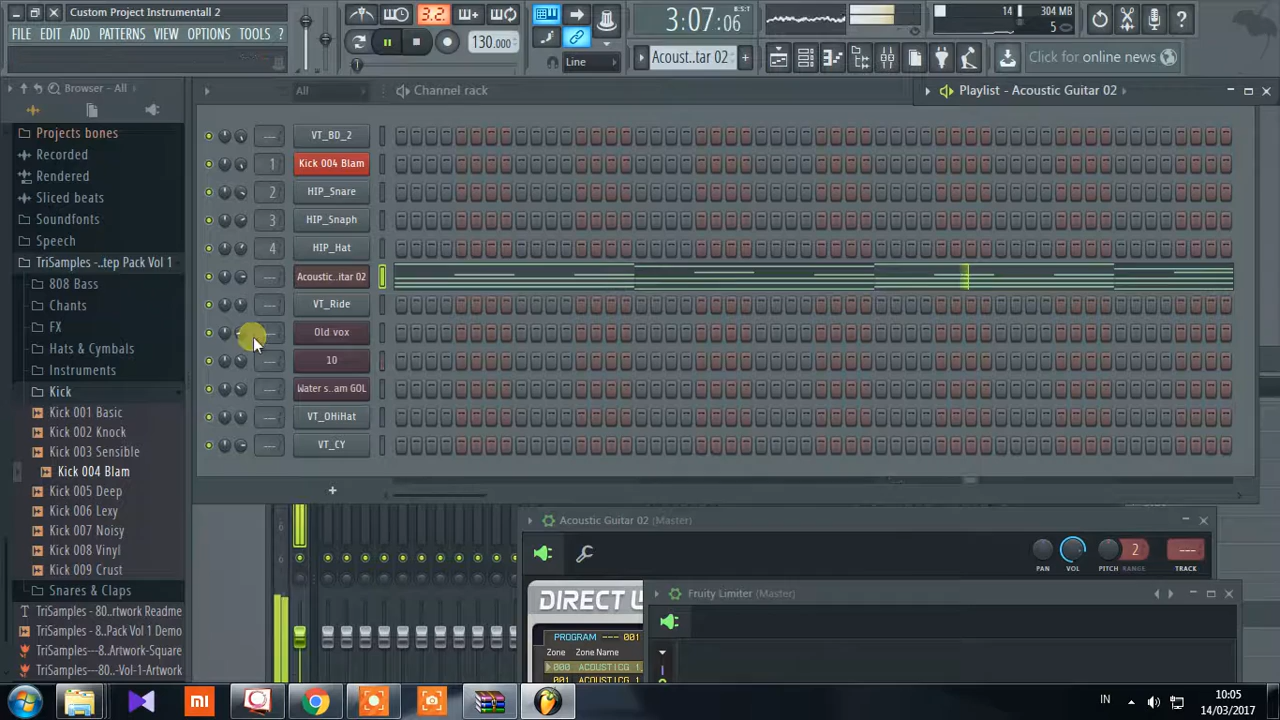 Custom Project Instrumentall 2
FILE EDIT ADD PATTERNS VIEW OPTIONS TOOLS ?
3.2.
130.000
3:07:06
M:S:T
Line
Acoust..tar 02
14
304 MB
5
Click for online news
Browser - All
Projects bones
Recorded
Rendered
Sliced beats
Soundfonts
Speech
TriSamples -..tep Pack Vol 1
808 Bass
Chants
FX
Hats & Cymbals
Instruments
Kick
Kick 001 Basic
Kick 002 Knock
Kick 003 Sensible
Kick 004 Blam
Kick 005 Deep
Kick 006 Lexy
Kick 007 Noisy
Kick 008 Vinyl
Kick 009 Crust
Snares & Claps
TriSamples - 80..rtwork Readme
TriSamples - 8..Pack Vol 1 Demo
TriSamples---80..Artwork-Square
TriSamples---80..-Vol-1-Artwork
All
Channel rack
Playlist - Acoustic Guitar 02
--- VT_BD_2
1 Kick 004 Blam
2 HIP_Snare
3 HIP_Snaph
4 HIP_Hat
--- Acoustic..itar 02
--- VT_Ride
--- Old vox
--- 10
--- Water s..am GOL
--- VT_OHiHat
--- VT_CY
Acoustic Guitar 02 (Master)
2 ---
PAN VOL PITCH RANGE TRACK
PROGRAM --- 001
Zone Zone Name
000 ACOUSTICG_1
001 ACOUSTICG_1
Fruity Limiter (Master)
IN
10:05
14/03/2017